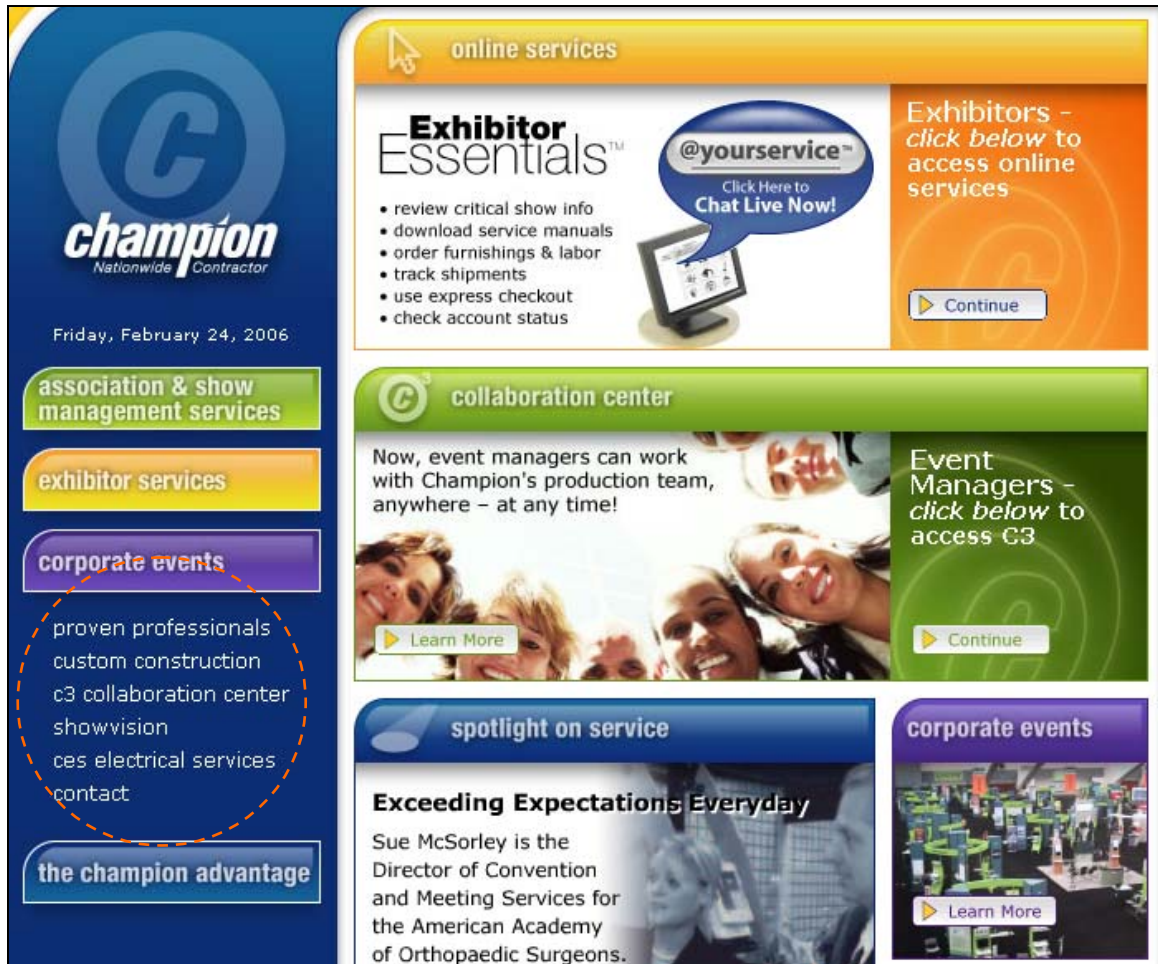 C
champion
Nationwide Contractor
Friday, February 24, 2006
association & show
management services
exhibitor services
corporate events
proven professionals
custom construction
c3 collaboration center
showvision
ces electrical services
contact
the champion advantage
online services
Exhibitor
Essentials™
• review critical show info
• download service manuals
• order furnishings & labor
• track shipments
• use express checkout
• check account status
@yourservice™
Click Here to
Chat Live Now!
Exhibitors -
click below to
access online
services
Continue
C3
collaboration center
Now, event managers can work
with Champion's production team,
anywhere – at any time!
Learn More
Event
Managers -
click below to
access C3
Continue
spotlight on service
Exceeding Expectations Everyday
Sue McSorley is the
Director of Convention
and Meeting Services for
the American Academy
of Orthopaedic Surgeons.
corporate events
Learn More